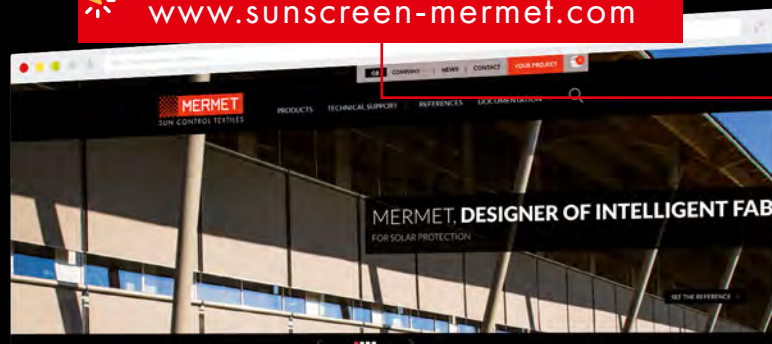 www.sunscreen-mermet.com
GB COMPANY | NEWS | CONTACT YOUR PROJECT
MERMET
SUN CONTROL TEXTILES
PRODUCTS TECHNICAL SUPPORT REFERENCES DOCUMENTATION
MERMET, DESIGNER OF INTELLIGENT FAB
FOR SOLAR PROTECTION
SEE THE REFERENCE